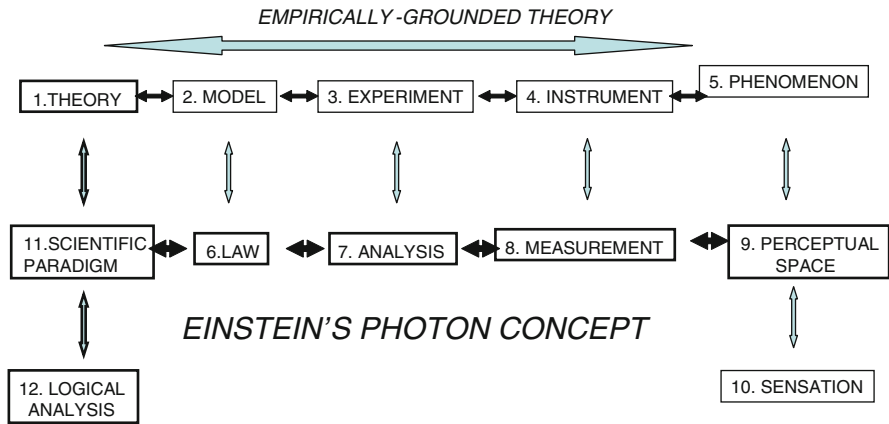 EMPIRICALLY-GROUNDED THEORY
1.THEORY
2. MODEL
3. EXPERIMENT
4. INSTRUMENT
5. PHENOMENON
11.SCIENTIFIC
PARADIGM
6.LAW
7. ANALYSIS
8. MEASUREMENT
9. PERCEPTUAL
SPACE
EINSTEIN'S PHOTON CONCEPT
12. LOGICAL
ANALYSIS
10. SENSATION